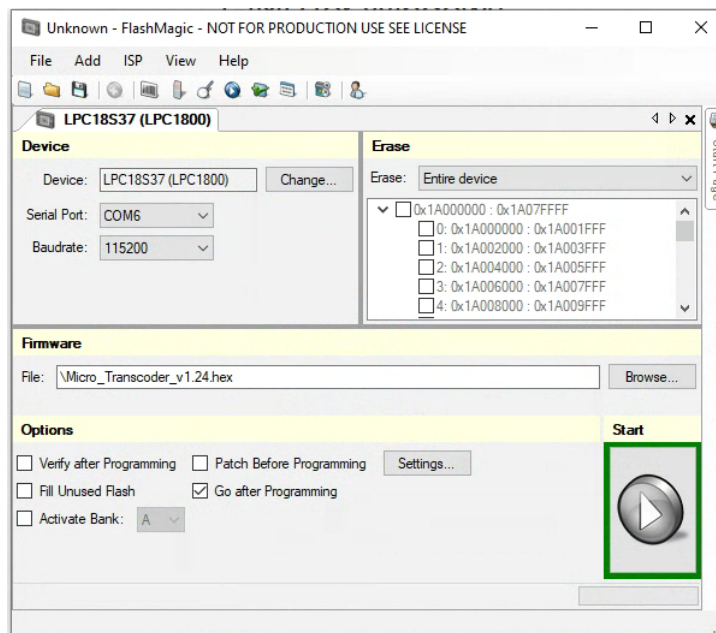 Unknown - FlashMagic - NOT FOR PRODUCTION USE SEE LICENSE
File Add ISP View Help
LPC18S37 (LPC1800)
Device
Erase
Device: LPC18S37 (LPC1800) Change...
Erase: Entire device
Serial Port: COM6
0x1A000000 : 0x1A07FFFF
0: 0x1A000000 : 0x1A001FFF
Baudrate: 115200
1: 0x1A002000 : 0x1A003FFF
2: 0x1A004000 : 0x1A005FFF
3: 0x1A006000 : 0x1A007FFF
4: 0x1A008000 : 0x1A009FFF
Firmware
File: \Micro_Transcoder_v1.24.hex Browse...
Options
Start
Verify after Programming Patch Before Programming Settings...
Fill Unused Flash Go after Programming
Activate Bank: A